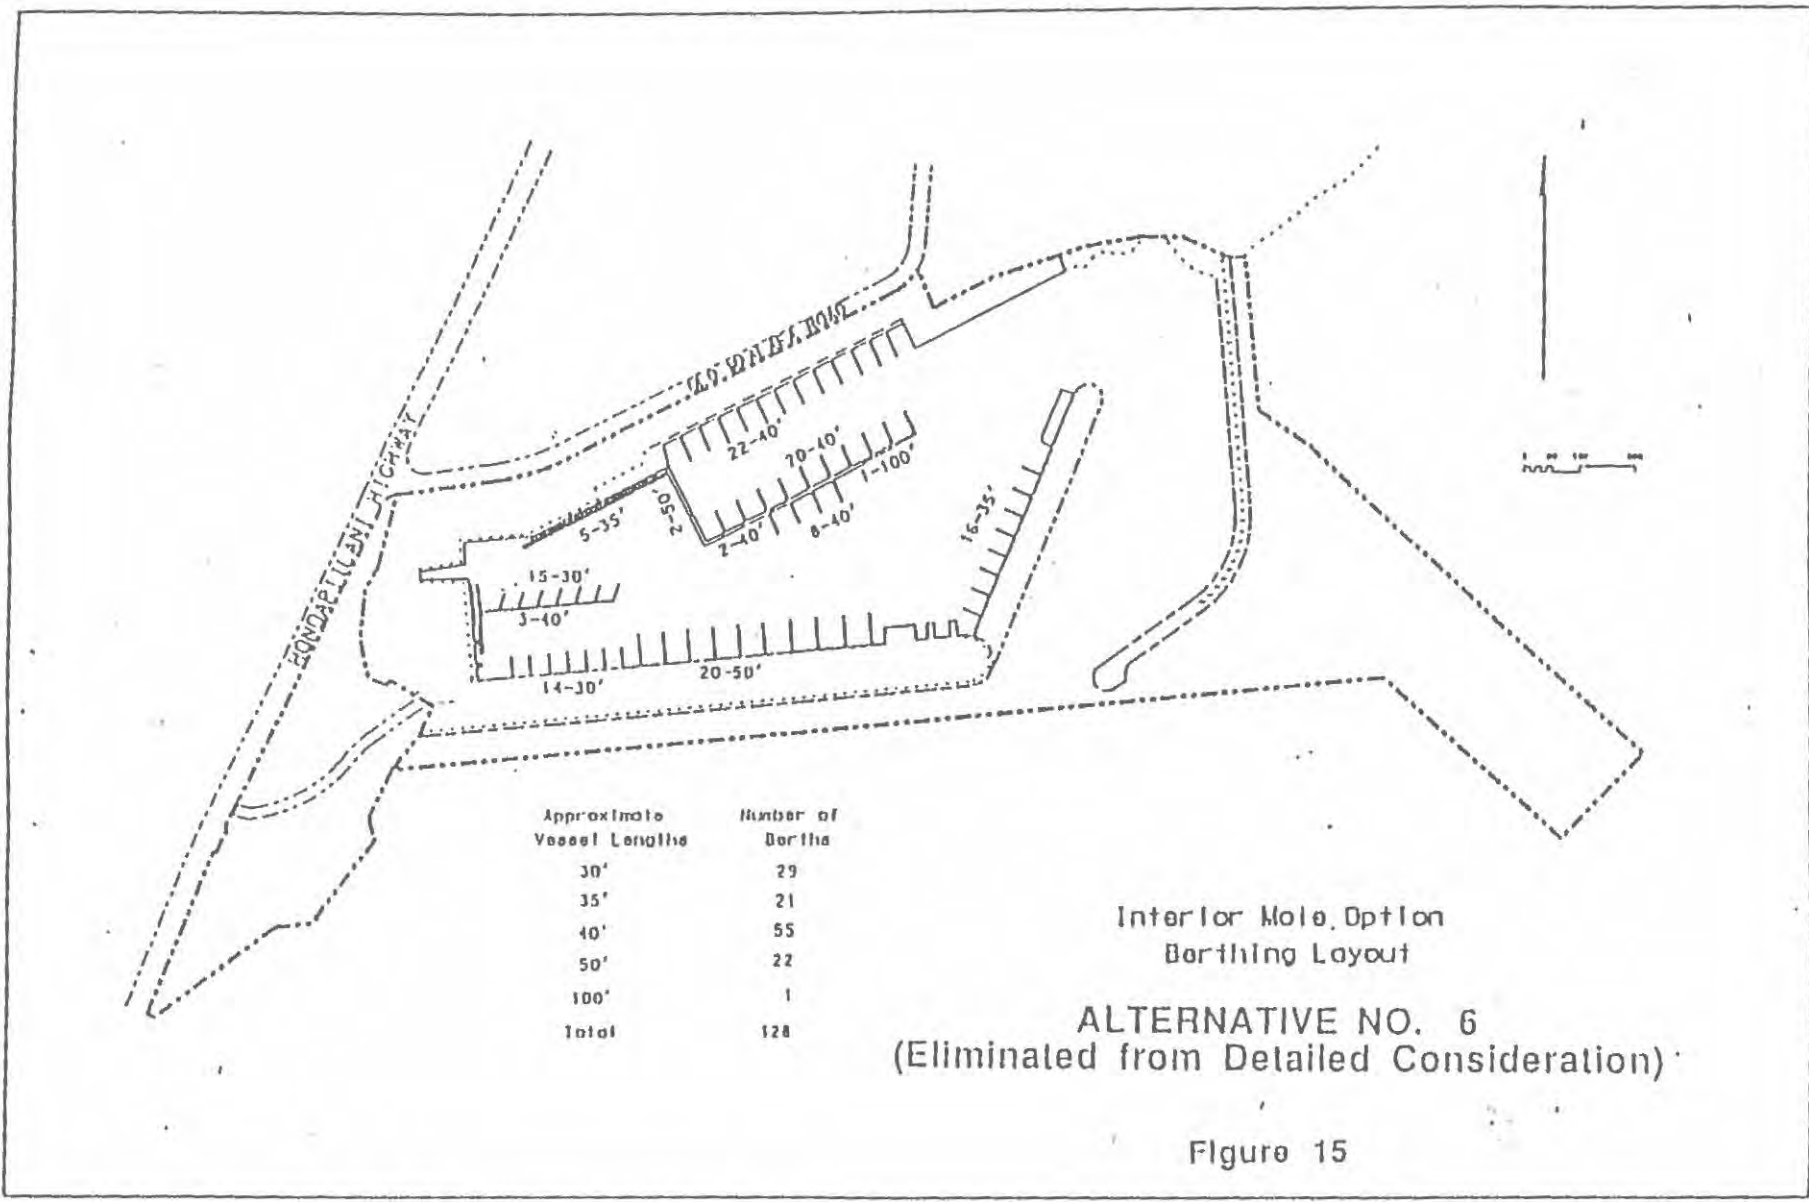 HONOAPIILANI HIGHWAY
22-40'
20-40'
1-100'
5-35'
2-50'
2-40'
8-40'
16-35'
15-30'
3-40'
14-30'
20-50'
Approximate Number of
Vessel Lengths Berths
30' 29
35' 21
40' 55
50' 22
100' 1
Total 128
Interior Mole Option
Berthing Layout
ALTERNATIVE NO. 6
(Eliminated from Detailed Consideration)
Figure 15